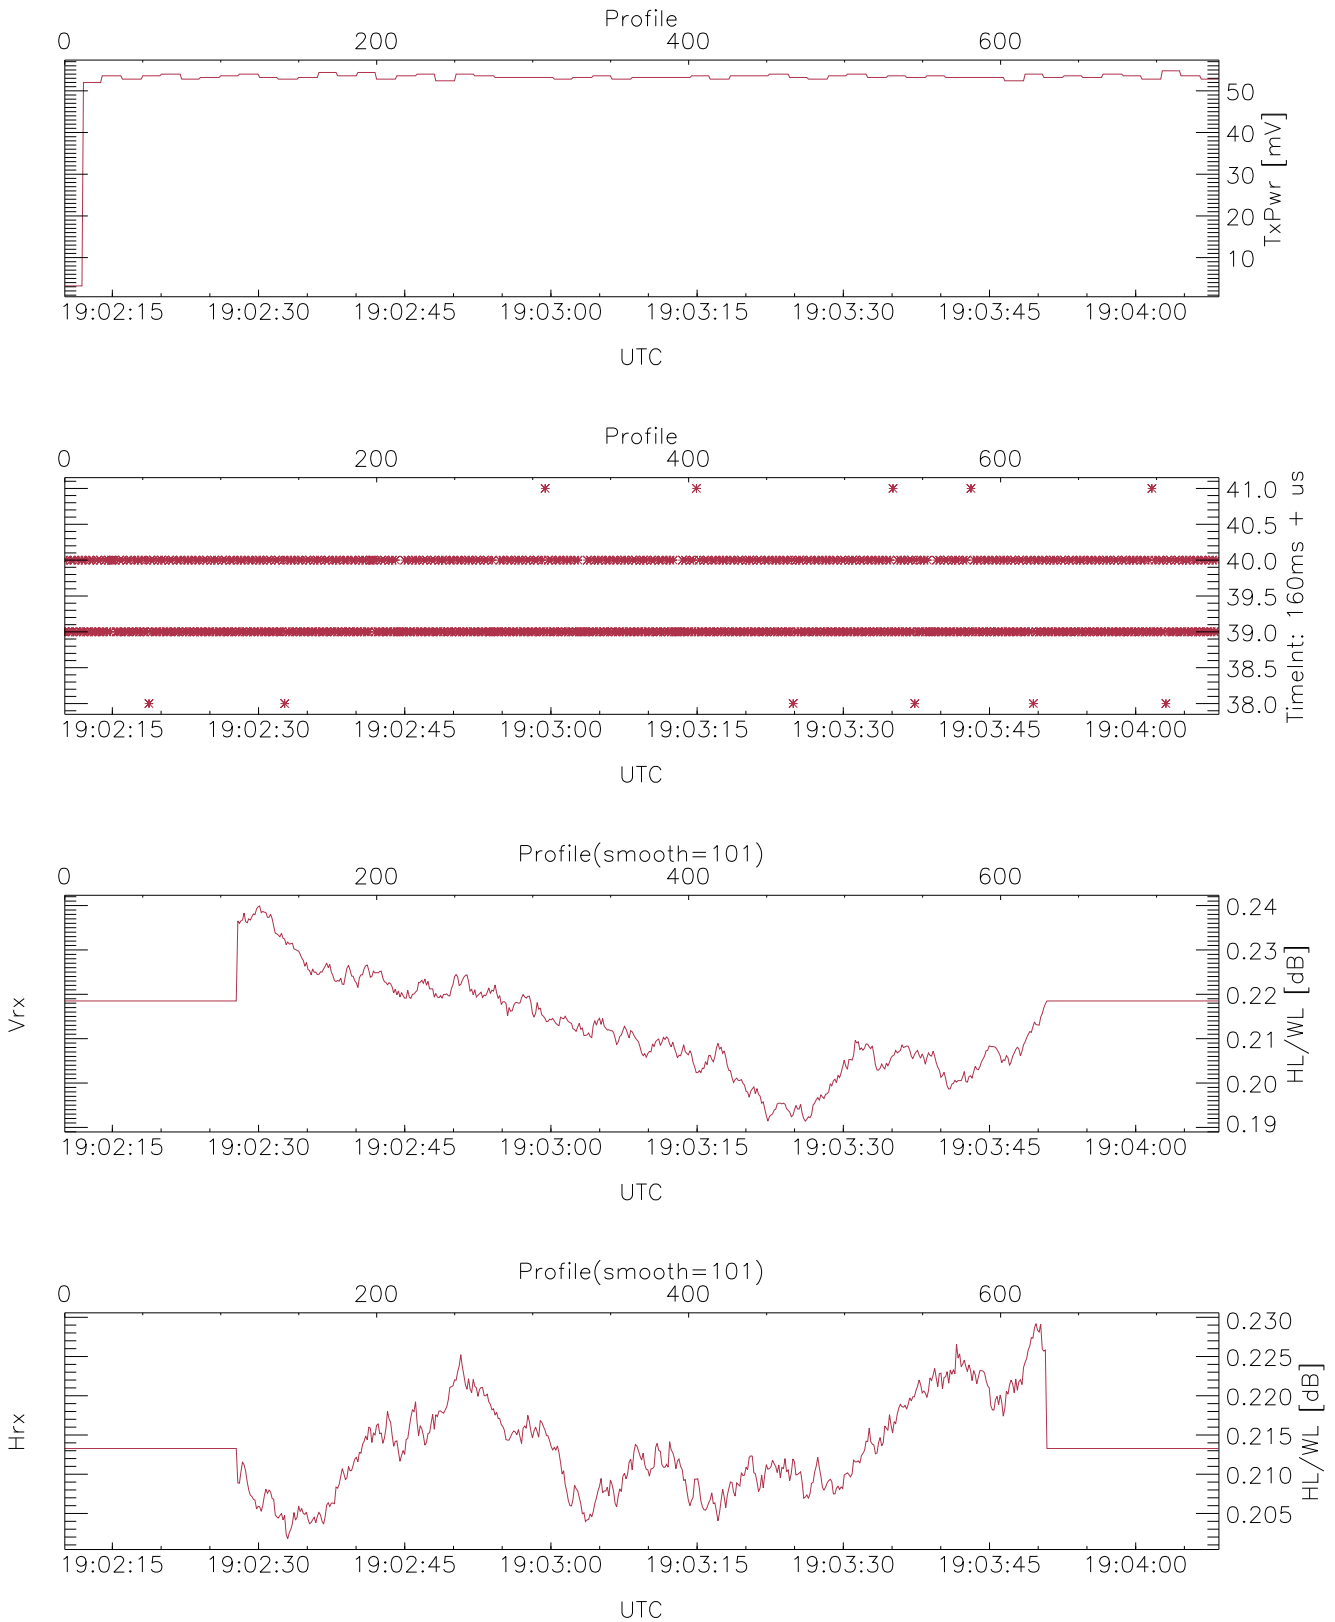 Profile
0 200 400 600
50
40
30
20
10
TxPwr [mV]
19:02:15 19:02:30 19:02:45 19:03:00 19:03:15 19:03:30 19:03:45 19:04:00
UTC
Profile
0 200 400 600
41.0
40.5
40.0
39.5
39.0
38.5
38.0
TimeInt: 160ms + us
19:02:15 19:02:30 19:02:45 19:03:00 19:03:15 19:03:30 19:03:45 19:04:00
UTC
Profile(smooth=101)
0 200 400 600
Vrx
0.24
0.23
0.22
0.21
0.20
0.19
HL/WL [dB]
19:02:15 19:02:30 19:02:45 19:03:00 19:03:15 19:03:30 19:03:45 19:04:00
UTC
Profile(smooth=101)
0 200 400 600
Hrx
0.230
0.225
0.220
0.215
0.210
0.205
HL/WL [dB]
19:02:15 19:02:30 19:02:45 19:03:00 19:03:15 19:03:30 19:03:45 19:04:00
UTC